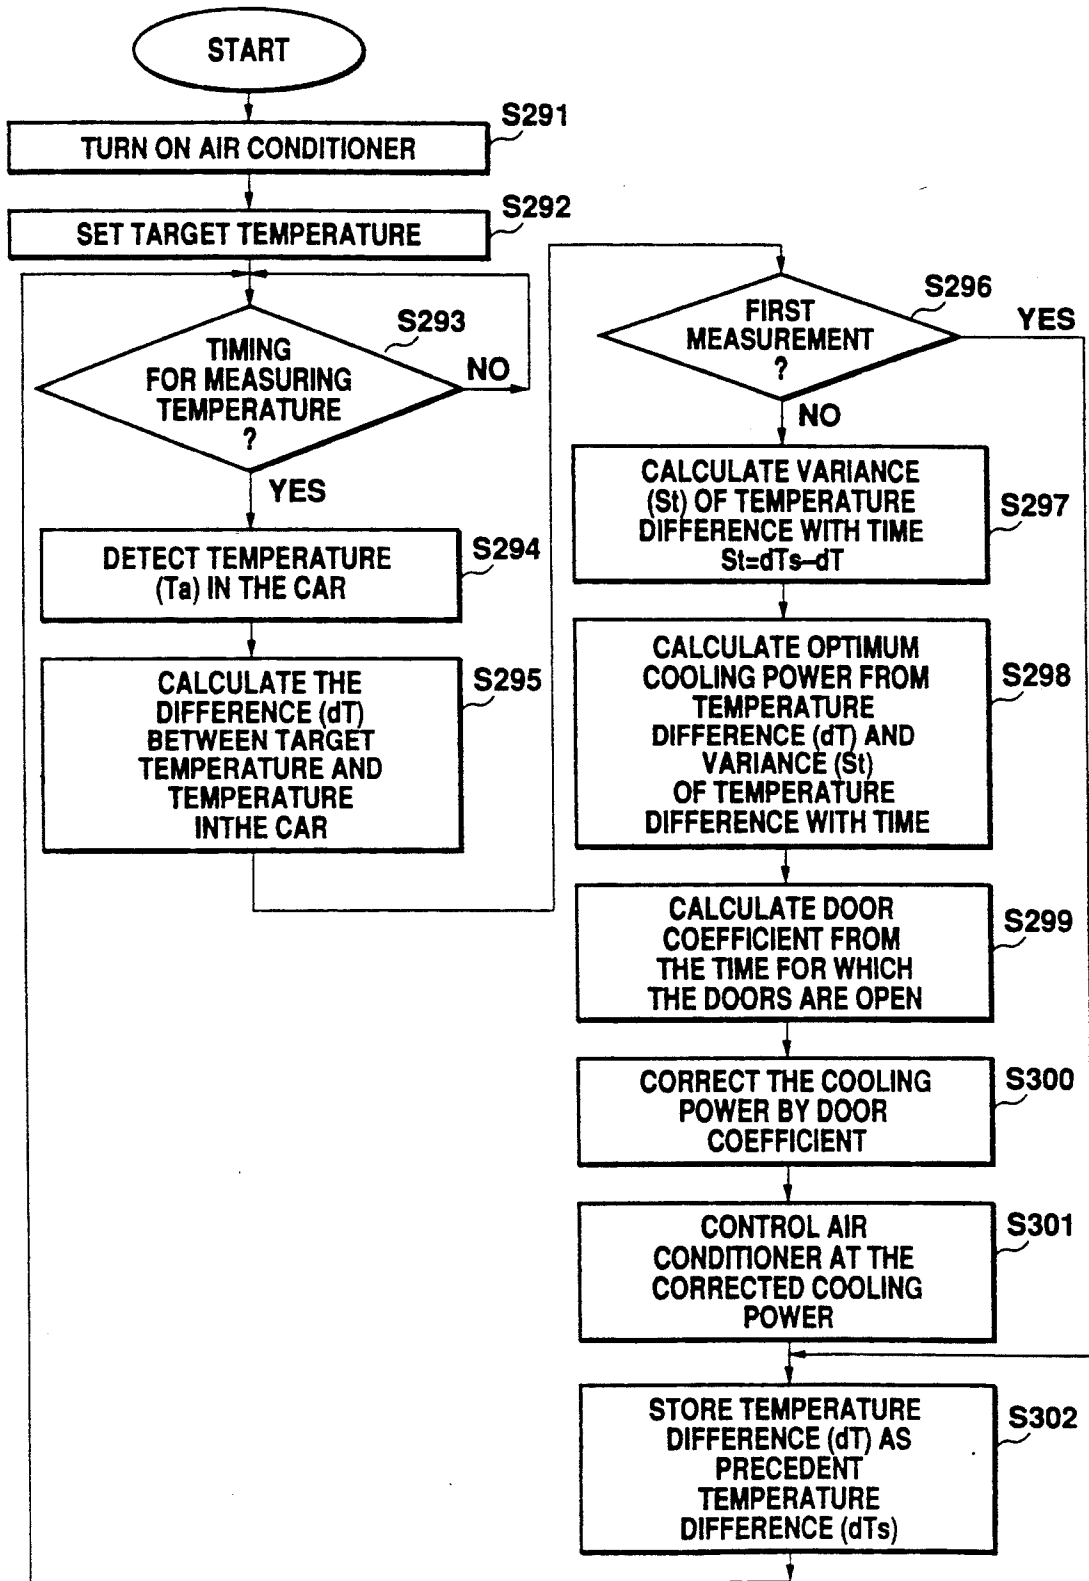 START
S291
TURN ON AIR CONDITIONER
S292
SET TARGET TEMPERATURE
S293
TIMING
FOR MEASURING
TEMPERATURE
?
NO
YES
S294
DETECT TEMPERATURE
(Ta) IN THE CAR
S295
CALCULATE THE
DIFFERENCE (dT)
BETWEEN TARGET
TEMPERATURE AND
TEMPERATURE
INTHE CAR
S296
FIRST
MEASUREMENT
?
YES
NO
S297
CALCULATE VARIANCE
(St) OF TEMPERATURE
DIFFERENCE WITH TIME
St=dTs–dT
S298
CALCULATE OPTIMUM
COOLING POWER FROM
TEMPERATURE
DIFFERENCE (dT) AND
VARIANCE (St)
OF TEMPERATURE
DIFFERENCE WITH TIME
S299
CALCULATE DOOR
COEFFICIENT FROM
THE TIME FOR WHICH
THE DOORS ARE OPEN
S300
CORRECT THE COOLING
POWER BY DOOR
COEFFICIENT
S301
CONTROL AIR
CONDITIONER AT THE
CORRECTED COOLING
POWER
S302
STORE TEMPERATURE
DIFFERENCE (dT) AS
PRECEDENT
TEMPERATURE
DIFFERENCE (dTs)